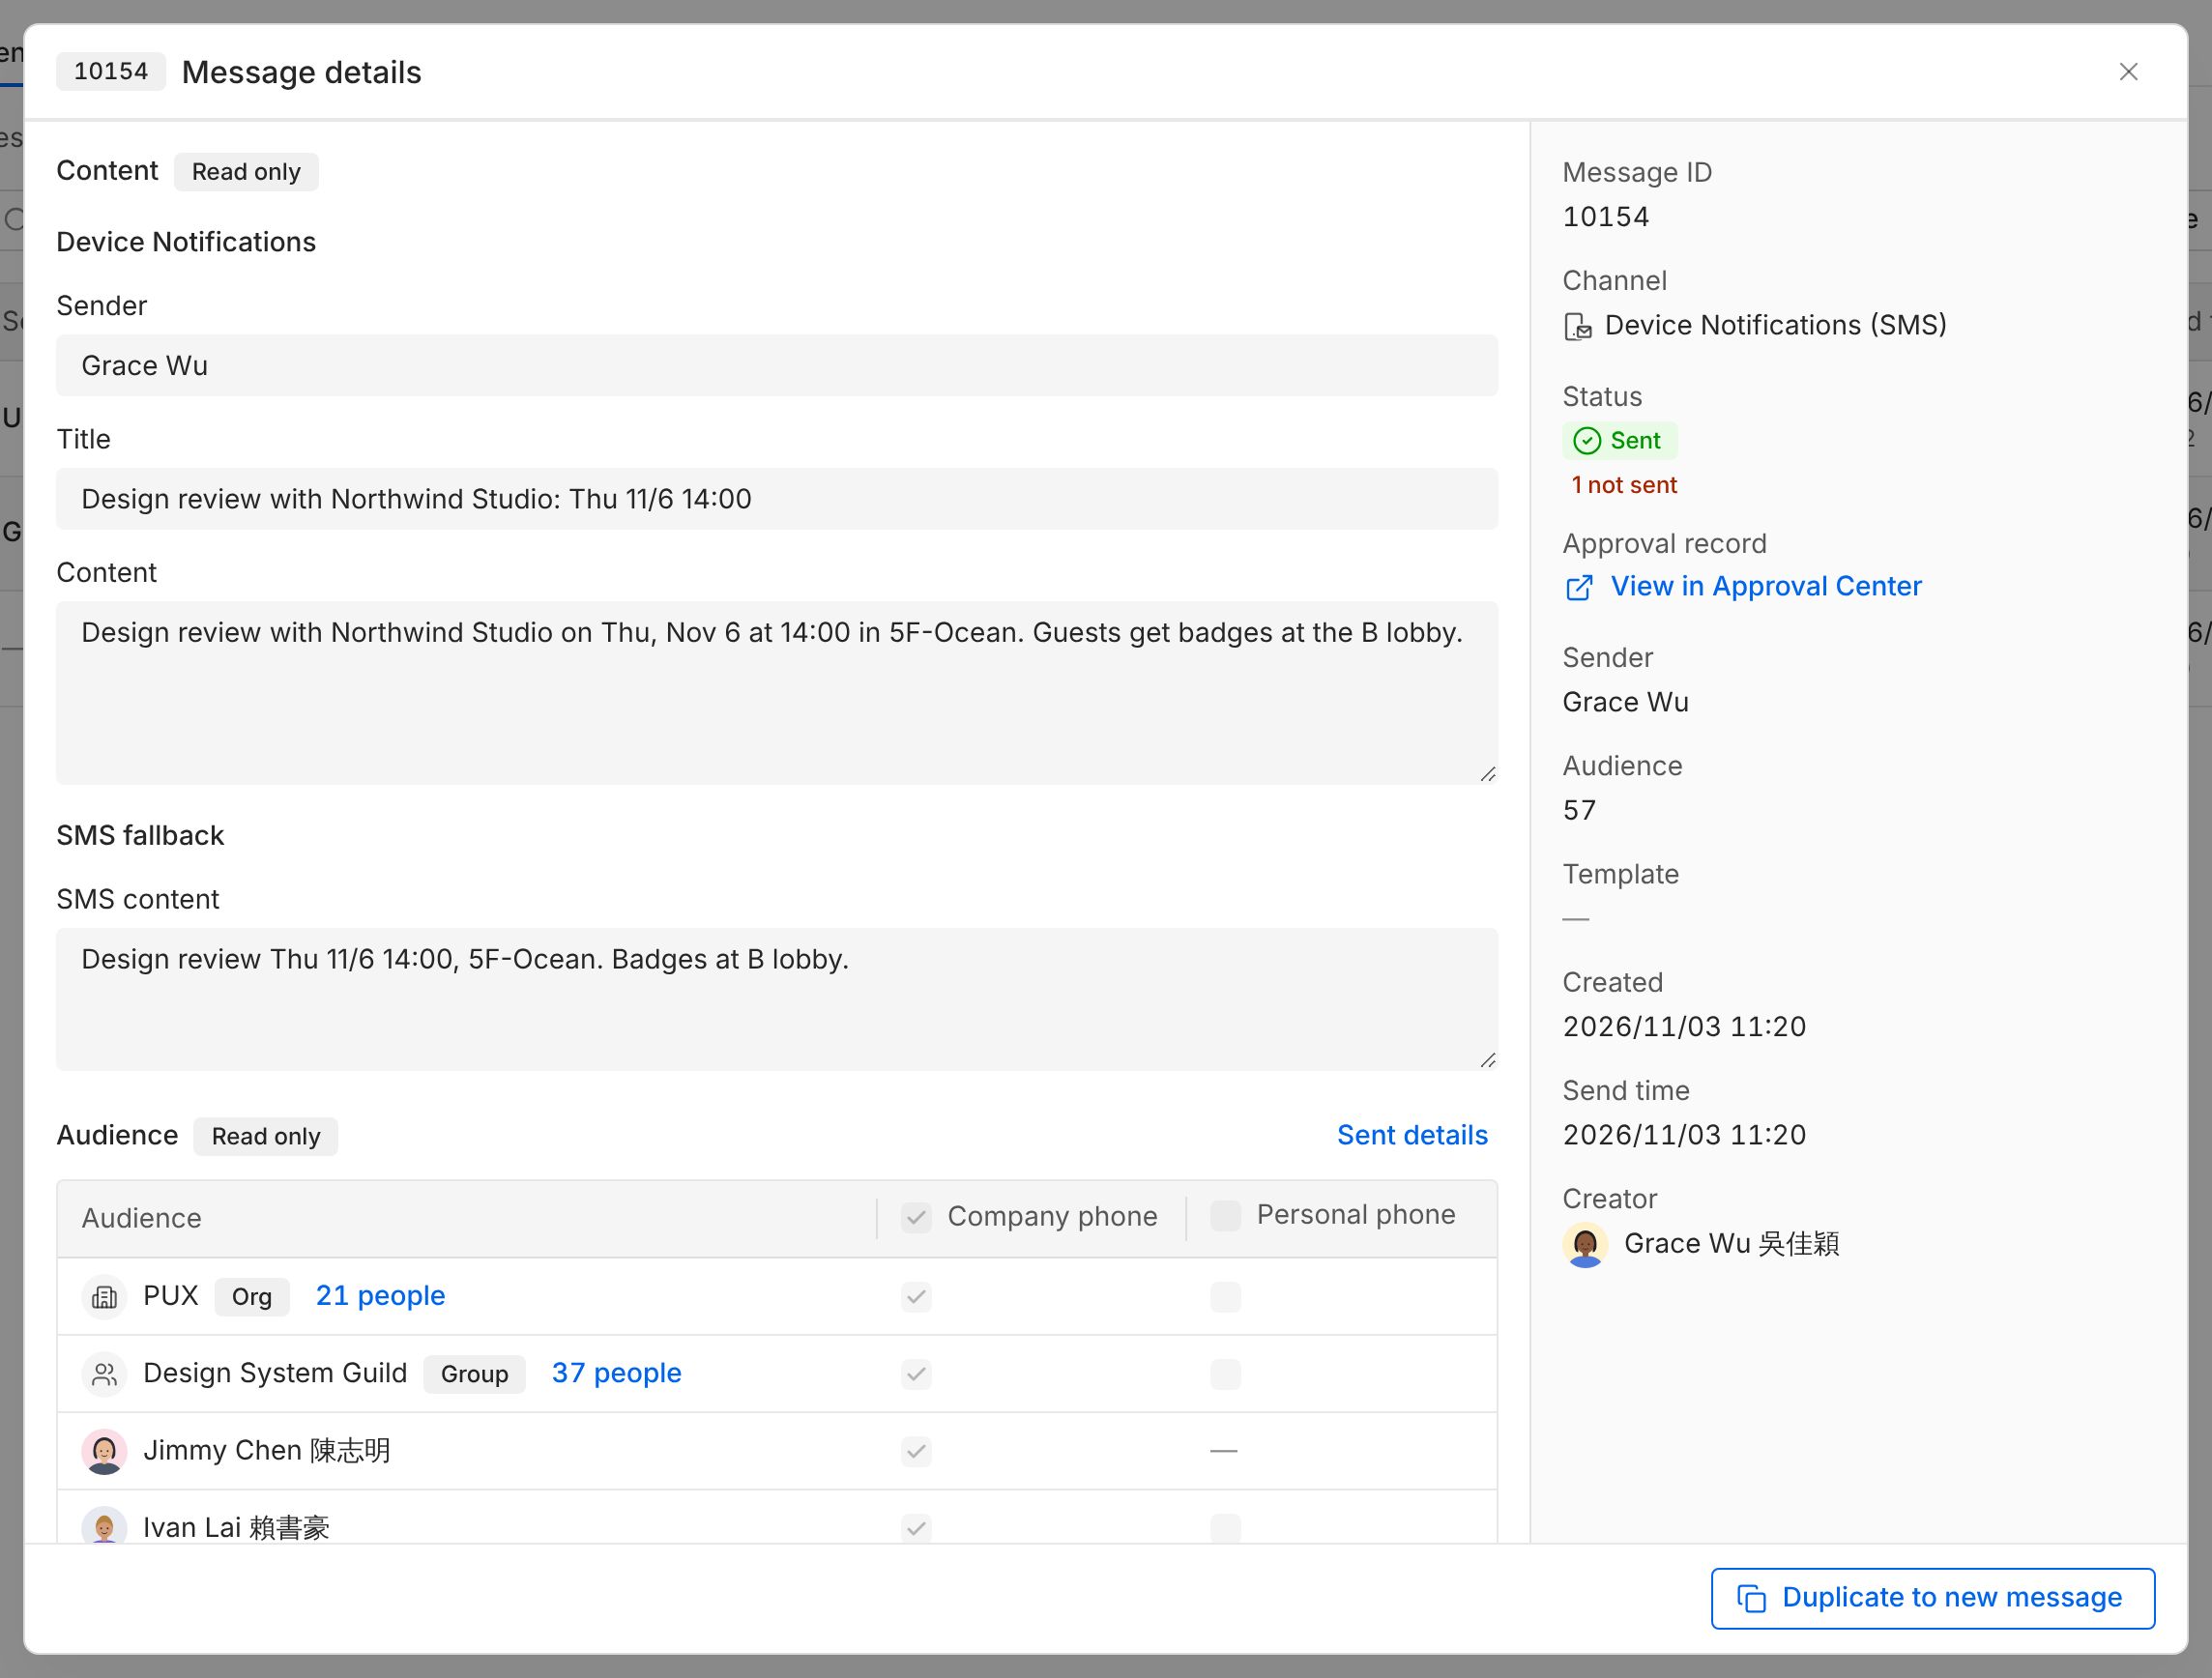 10154 Message details
Content Read only
Device Notifications
Sender
Grace Wu
Title
Design review with Northwind Studio: Thu 11/6 14:00
Content
Design review with Northwind Studio on Thu, Nov 6 at 14:00 in 5F-Ocean. Guests get badges at the B lobby.
SMS fallback
SMS content
Design review Thu 11/6 14:00, 5F-Ocean. Badges at B lobby.
Audience Read only Sent details
Audience Company phone Personal phone
PUX Org 21 people
Design System Guild Group 37 people
Jimmy Chen 陳志明 —
Ivan Lai 賴書豪
Message ID
10154
Channel
Device Notifications (SMS)
Status
Sent
1 not sent
Approval record
View in Approval Center
Sender
Grace Wu
Audience
57
Template
—
Created
2026/11/03 11:20
Send time
2026/11/03 11:20
Creator
Grace Wu 吳佳穎
Duplicate to new message